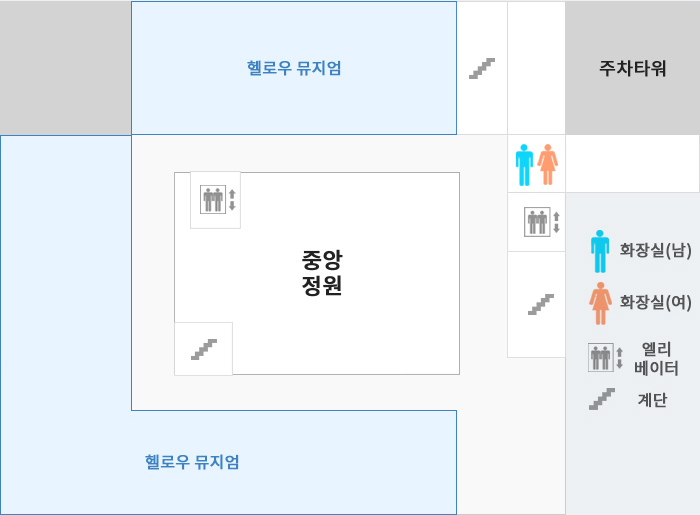 헬로우 뮤지엄
주차타워
중앙
정원
화장실(남)
화장실(여)
엘리
베이터
계단
헬로우 뮤지엄